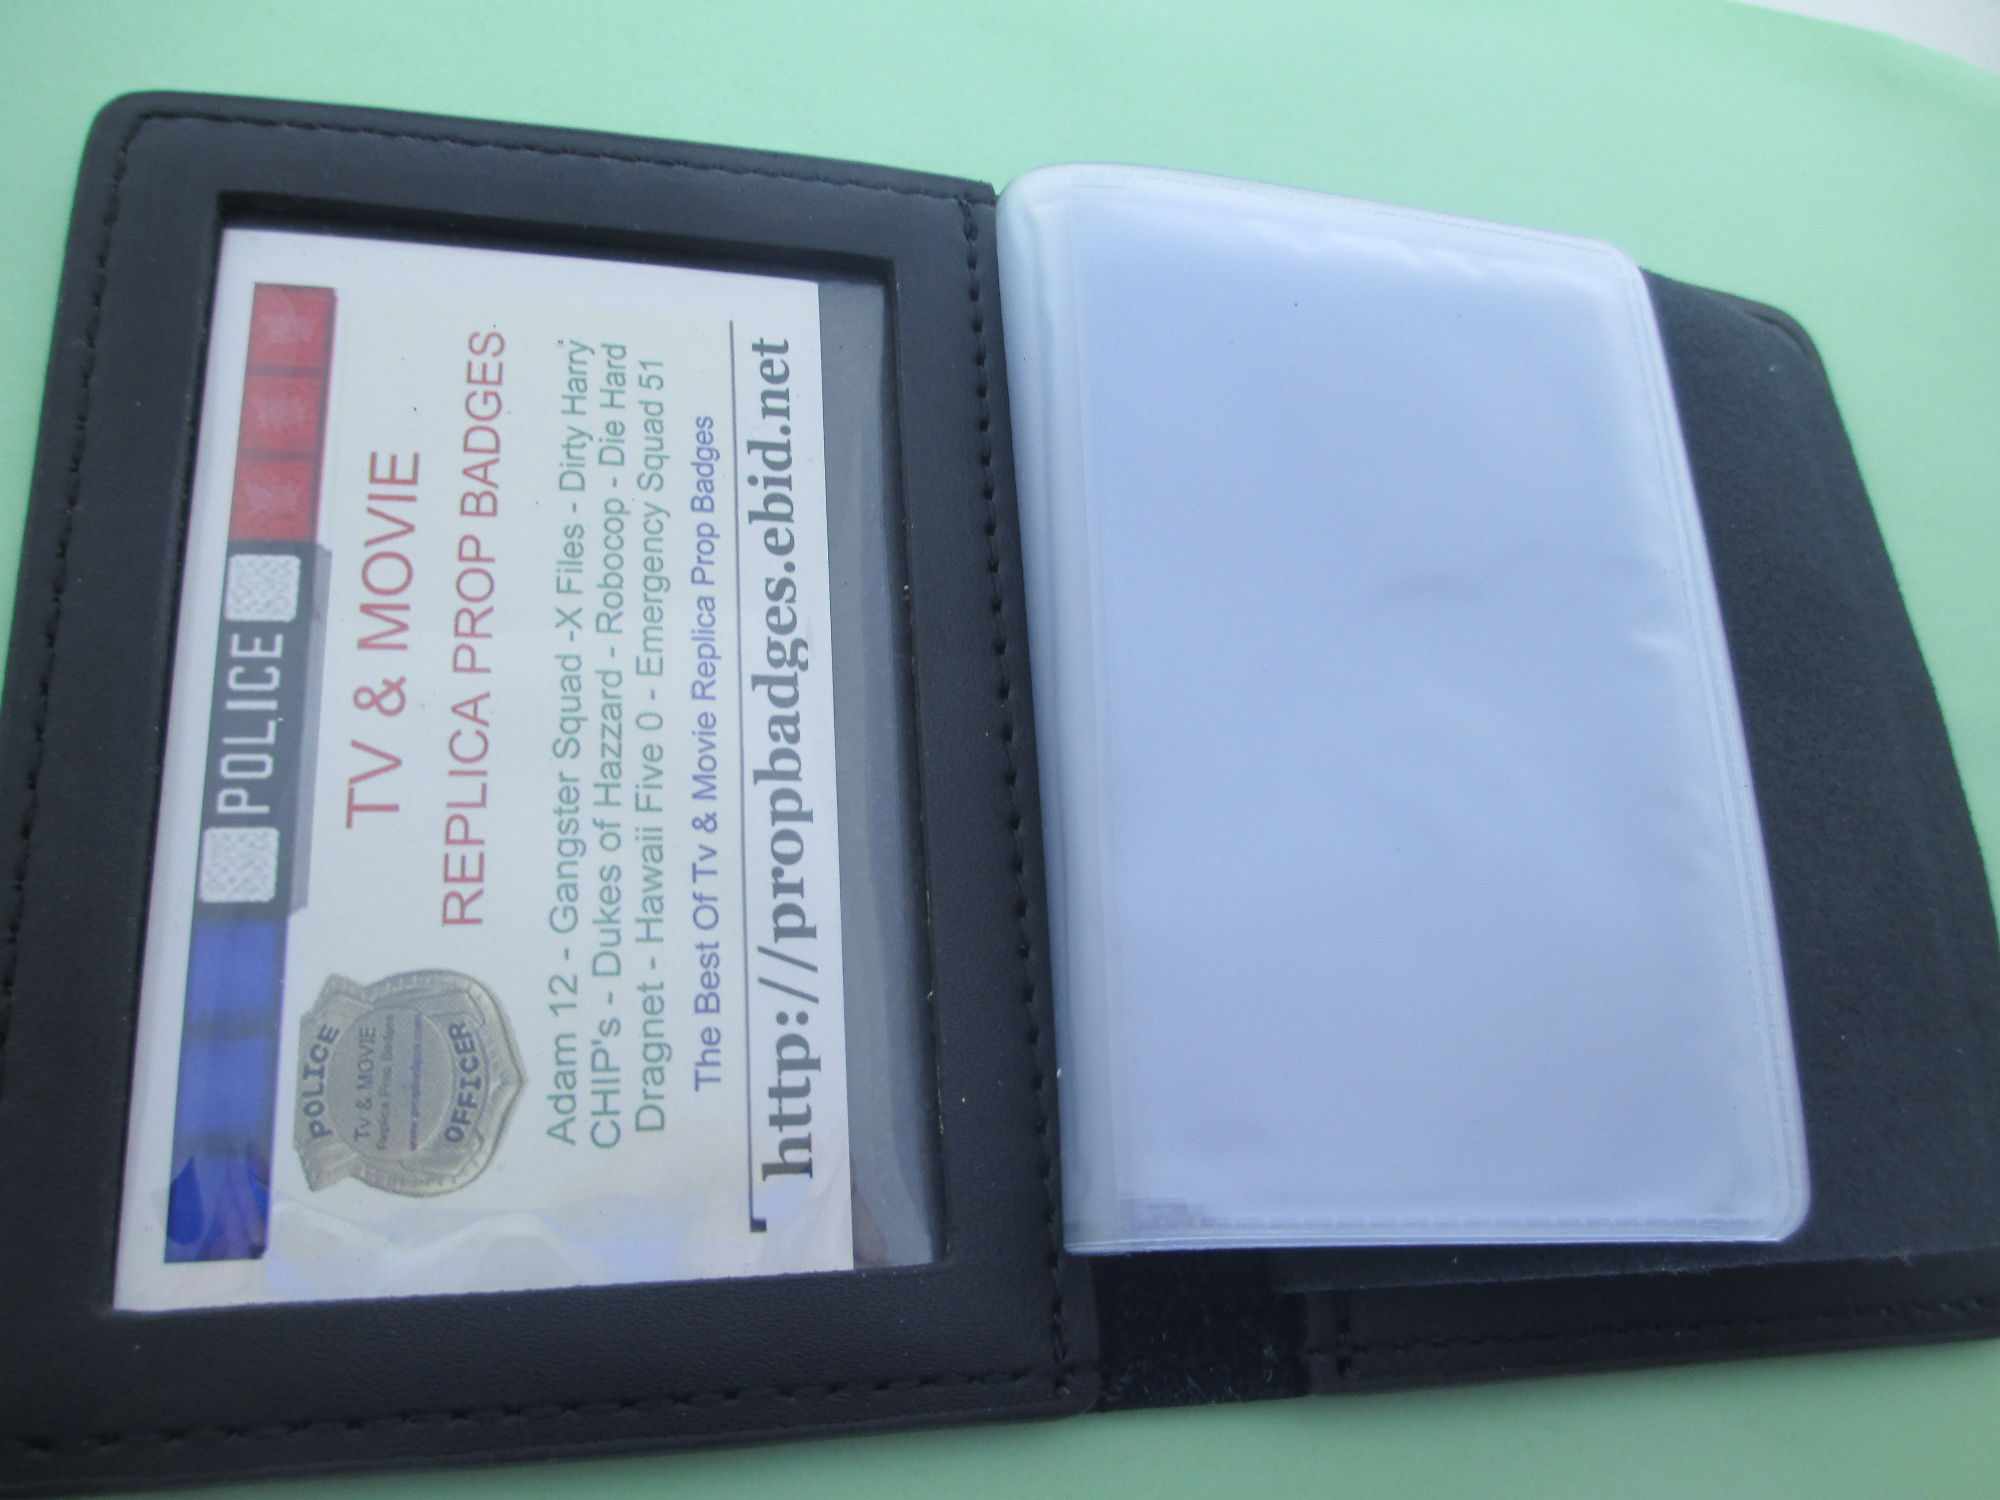 POLICE
TV & MOVIE
REPLICA PROP BADGES
POLICE
Tv & MOVIE
Replica Prop Badges
OFFICER
Adam 12 - Gangster Squad -X Files - Dirty Harry
CHIP's - Dukes of Hazzard - Robocop - Die Hard
Dragnet - Hawaii Five 0 - Emergency Squad 51
The Best Of Tv & Movie Replica Prop Badges
http://propbadges.ebid.net